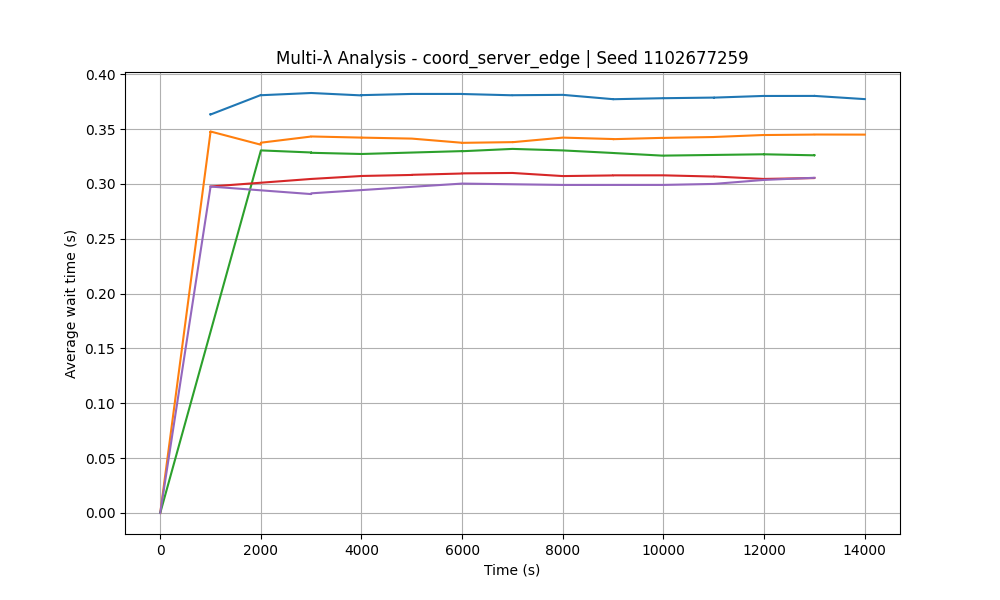 Multi-λ Analysis - coord_server_edge | Seed 1102677259
0.40
0.35
0.30
0.25
0.20
0.15
0.10
0.05
0.00
Average wait time (s)
0 2000 4000 6000 8000 10000 12000 14000
Time (s)